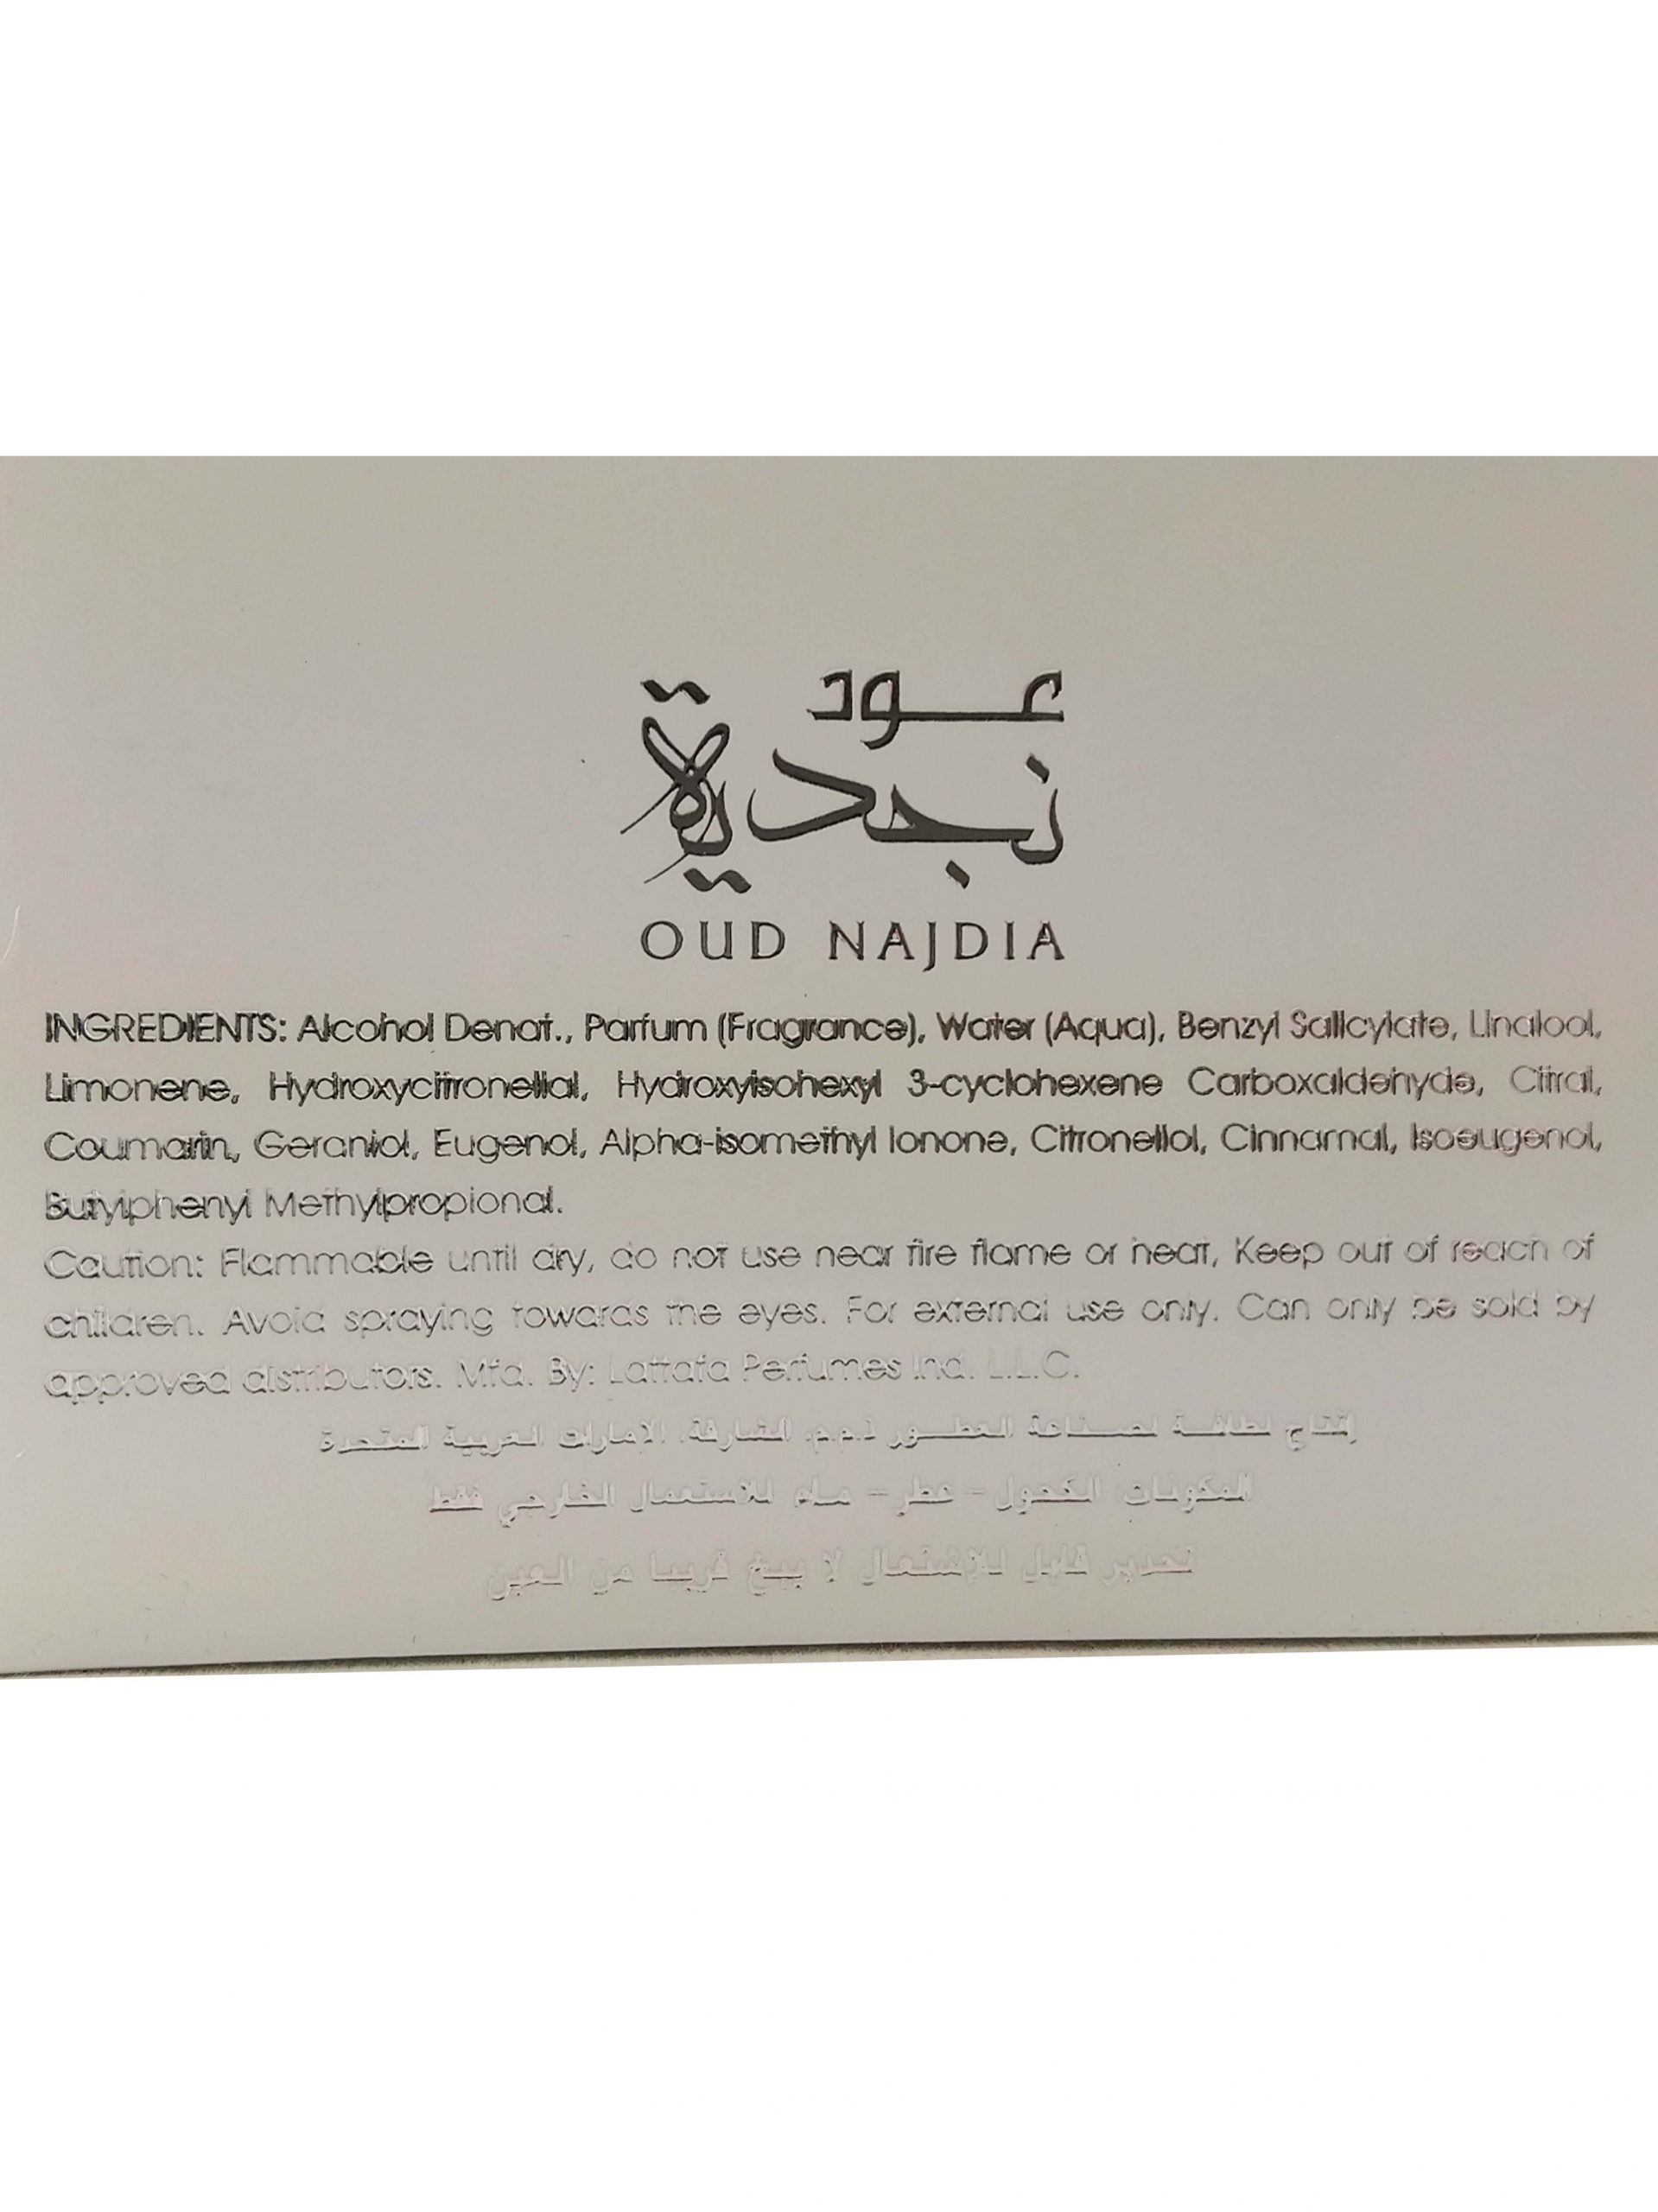 عود
نجدية
OUD NAJDIA
INGREDIENTS: Alcohol Denat., Parfum (Fragrance), Water (Aqua), Benzyl Salicylate, Linalool,
Limonene, Hydroxycitronellal, Hydroxyisohexyl 3-cyclohexene Carboxaldehyde, Citral,
Coumarin, Geraniol, Eugenol, Alpha-isomethyl Ionone, Citronellol, Cinnamal, Isoeugenol,
Butylphenyl Methylpropional.
Caution: Flammable until dry, do not use near fire flame or heat, Keep out of reach of
children. Avoid spraying towards the eyes. For external use only. Can only be sold by
approved distributors. Mfd. By: Lattafa Perfumes Ind. L.L.C.
إنتاج لطافة لصناعة العطور ذ.م.م. الشارقة. الامارات العربية المتحدة
المكونات: الكحول - عطر - ماء للاستعمال الخارجي فقط
تحذير قابل للإشتعال لا يبخ قريبا من العين